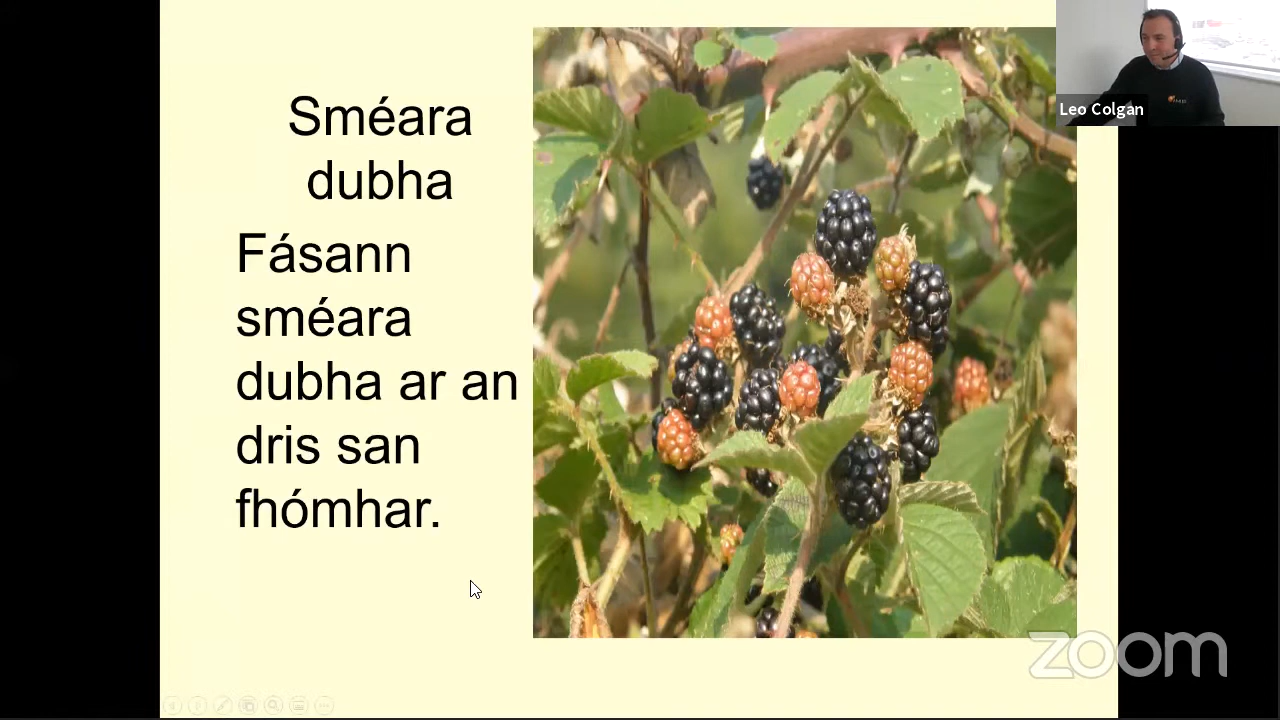 Sméara
dubha
Fásann
sméara
dubha ar an
dris san
fhómhar.
Leo Colgan
zoom